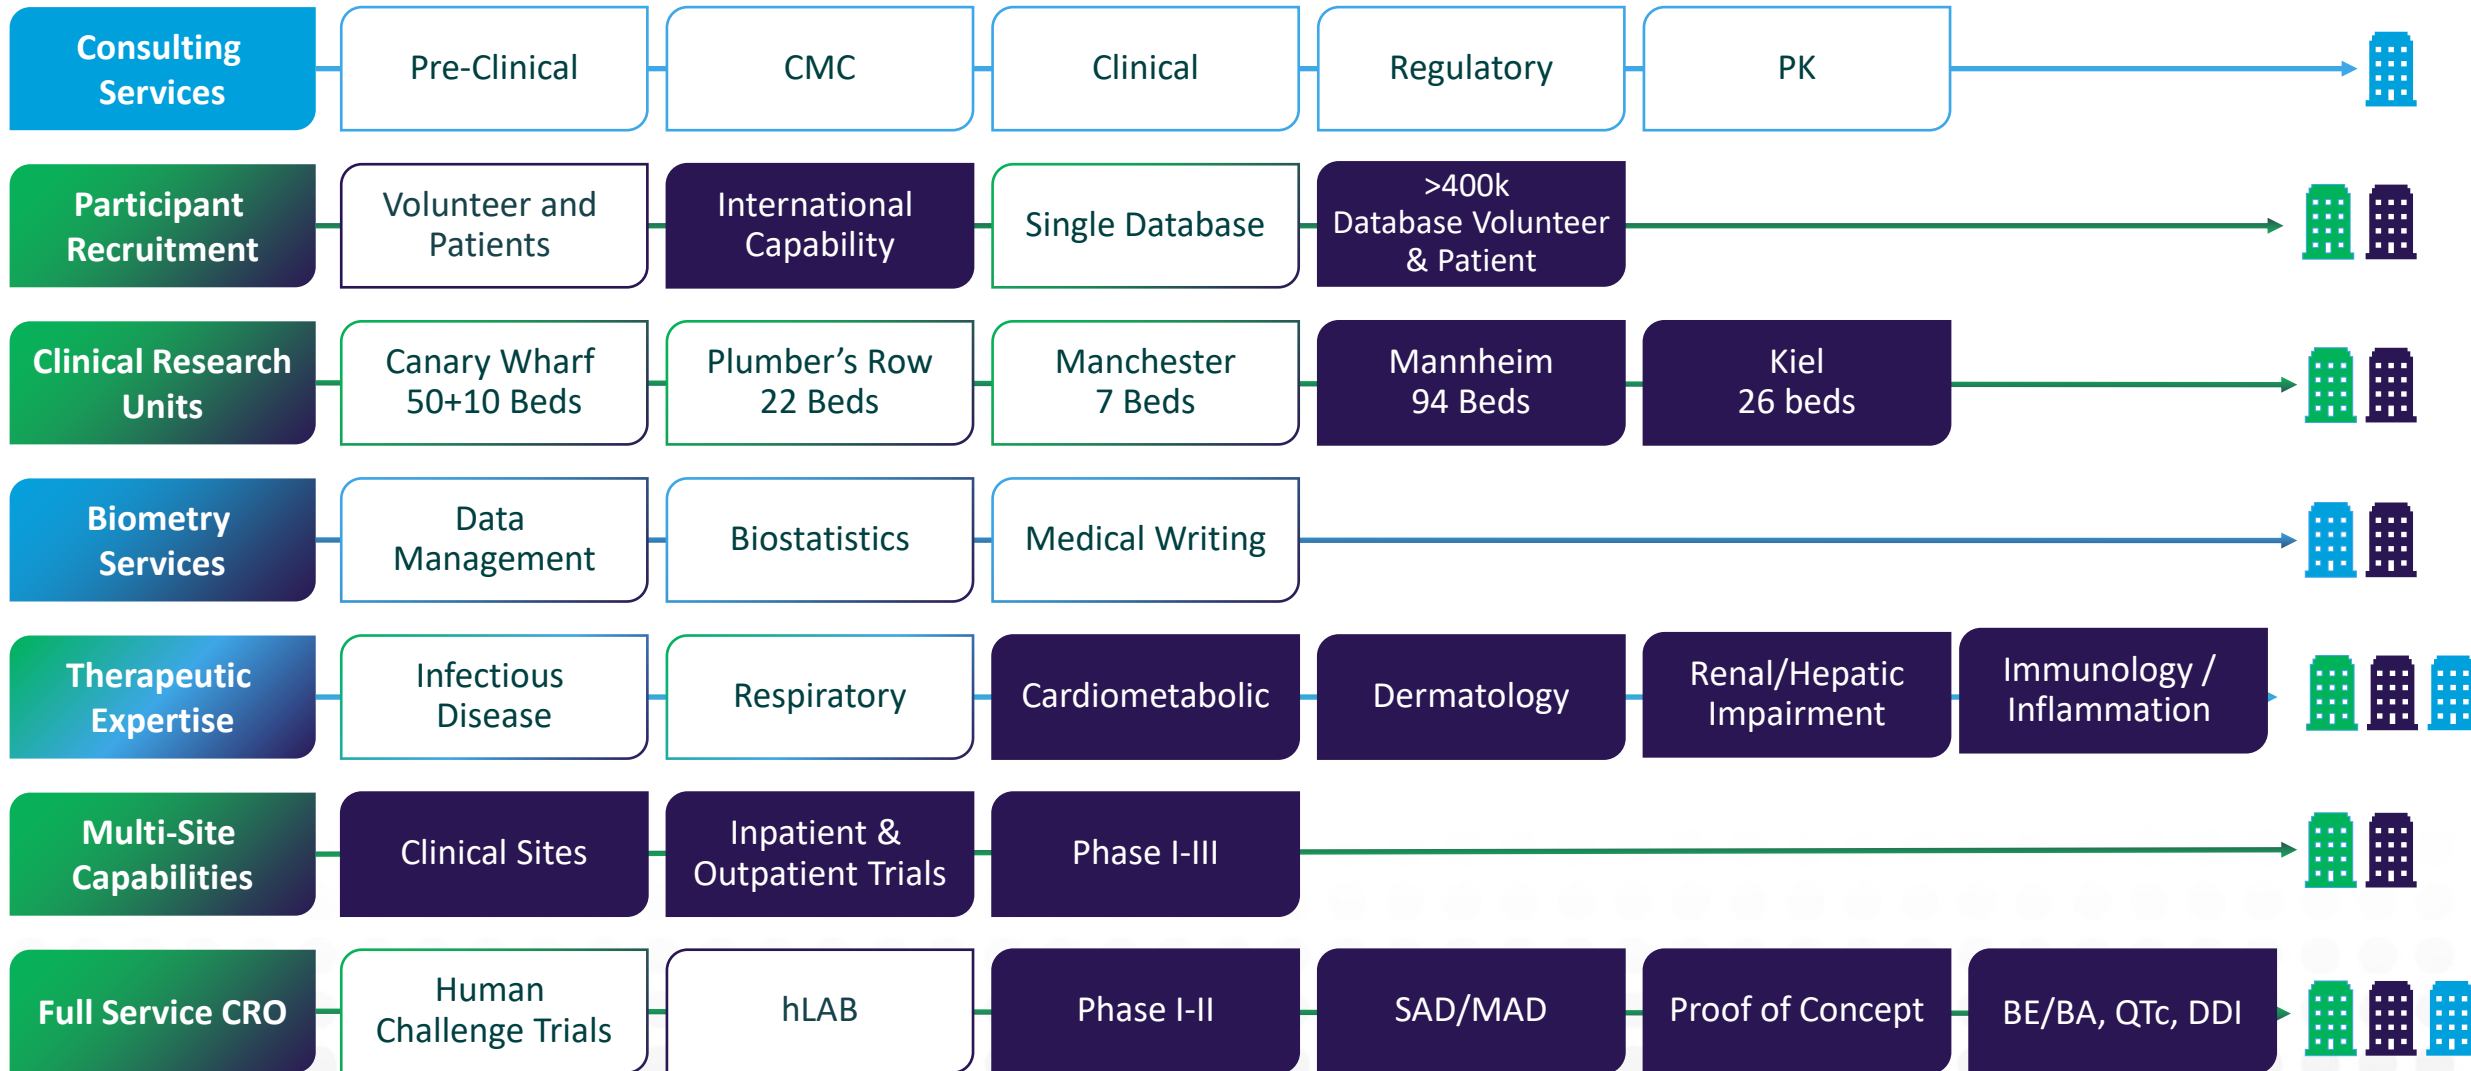 Consulting
Services
Pre-Clinical
CMC
Clinical
Regulatory
PK
Participant
Recruitment
Volunteer and
Patients
International
Capability
Single Database
>400k
Database Volunteer
& Patient
Clinical Research
Units
Canary Wharf
50+10 Beds
Plumber’s Row
22 Beds
Manchester
7 Beds
Mannheim
94 Beds
Kiel
26 beds
Biometry
Services
Data
Management
Biostatistics
Medical Writing
Therapeutic
Expertise
Infectious
Disease
Respiratory
Cardiometabolic
Dermatology
Renal/Hepatic
Impairment
Immunology /
Inflammation
Multi-Site
Capabilities
Clinical Sites
Inpatient &
Outpatient Trials
Phase I-III
Full Service CRO
Human
Challenge Trials
hLAB
Phase I-II
SAD/MAD
Proof of Concept
BE/BA, QTc, DDI